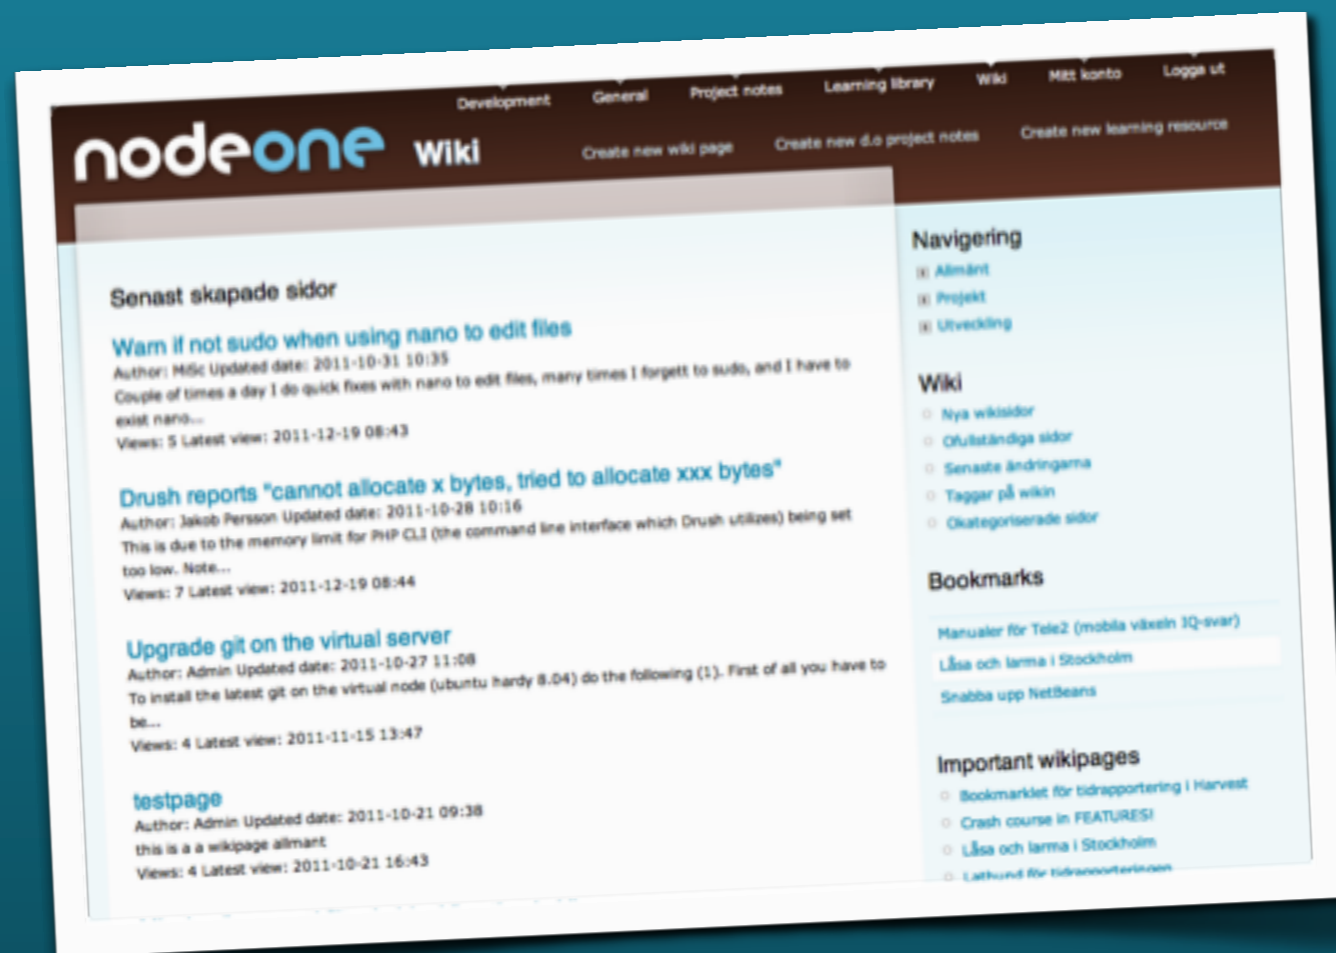 Development General Project notes Learning library Wiki Mitt konto Logga ut
nodeone Wiki
Create new wiki page Create new d.o project notes Create new learning resource
Senast skapade sidor
Warn if not sudo when using nano to edit files
Author: MiSc Updated date: 2011-10-31 10:35
Couple of times a day I do quick fixes with nano to edit files, many times I forgett to sudo, and I have to
exist nano...
Views: 5 Latest view: 2011-12-19 08:43
Drush reports "cannot allocate x bytes, tried to allocate xxx bytes"
Author: Jakob Persson Updated date: 2011-10-28 10:16
This is due to the memory limit for PHP CLI (the command line interface which Drush utilizes) being set
too low. Note...
Views: 7 Latest view: 2011-12-19 08:44
Upgrade git on the virtual server
Author: Admin Updated date: 2011-10-27 11:08
To install the latest git on the virtual node (ubuntu hardy 8.04) do the following (1). First of all you have to
be...
Views: 4 Latest view: 2011-11-15 13:47
testpage
Author: Admin Updated date: 2011-10-21 09:38
this is a a wikipage allmant
Views: 4 Latest view: 2011-10-21 16:43
Navigering
Allmänt
Projekt
Utveckling
Wiki
Nya wikisidor
Ofullständiga sidor
Senaste ändringarna
Taggar på wikin
Okategoriserade sidor
Bookmarks
Manualer för Tele2 (mobila växeln IQ-svar)
Låsa och larma i Stockholm
Snabba upp NetBeans
Important wikipages
Bookmarklet för tidrapportering i Harvest
Crash course in FEATURES!
Låsa och larma i Stockholm
Lathund för tidrapporteringen